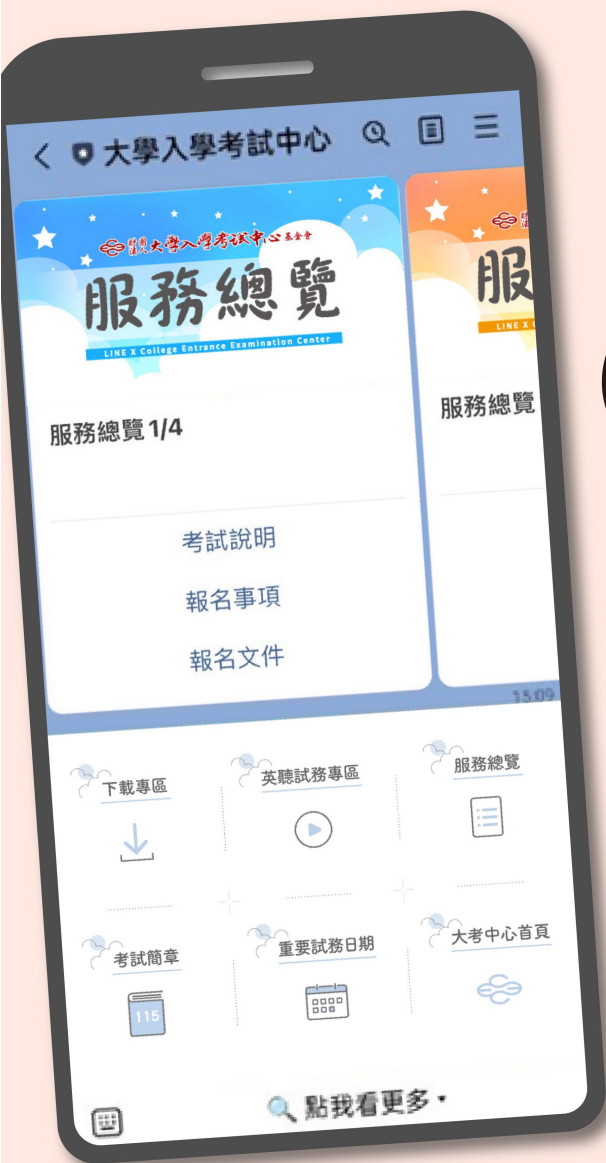 大學入學考試中心
財團法人大學入學考試中心基金會
服務總覽
LINE X College Entrance Examination Center
服務總覽 1/4
考試說明
報名事項
報名文件
服
LINE X
服務總覽
15:09
下載專區
英聽試務專區
服務總覽
考試簡章
115
重要試務日期
大考中心首頁
點我看更多